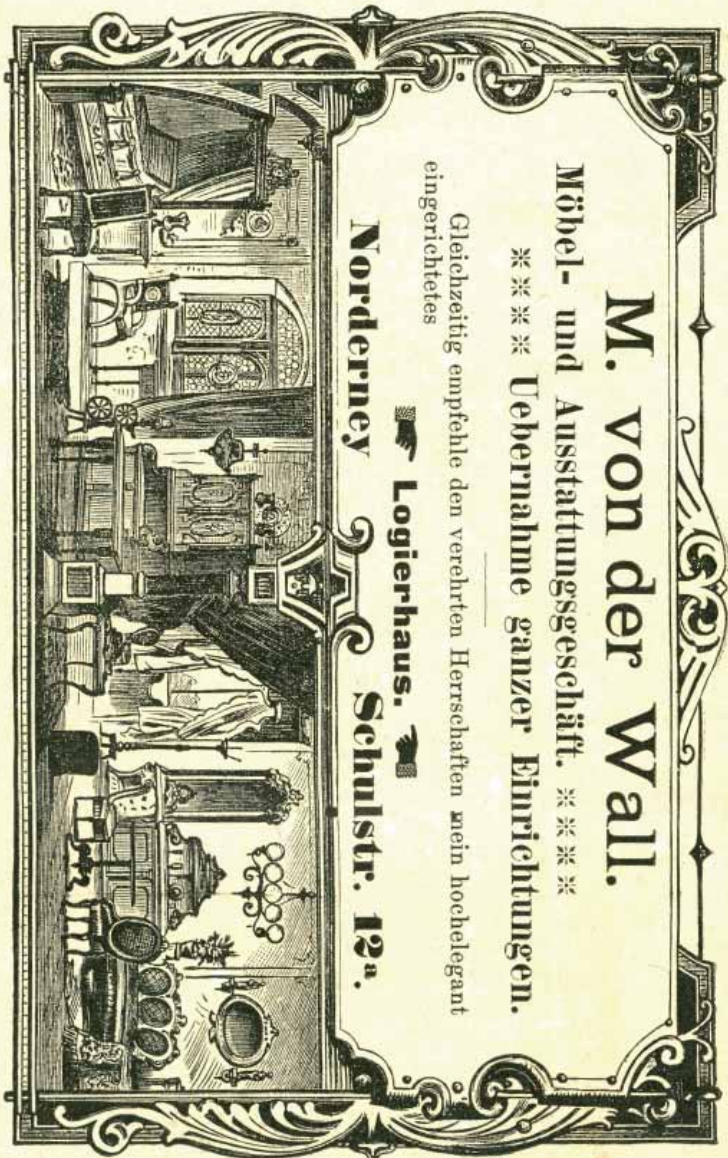 M. von der Wall.
Möbel- und Ausstattungsgeschäft. ⁂ ⁂ ⁂ ⁂
⁂ ⁂ ⁂ ⁂ Uebernahme ganzer Einrichtungen.
Gleichzeitig empfehle den verehrten Herrschaften mein hochelegant
eingerichtetes
☛ Logierhaus. ☚
Norderney Schulstr. 12a.